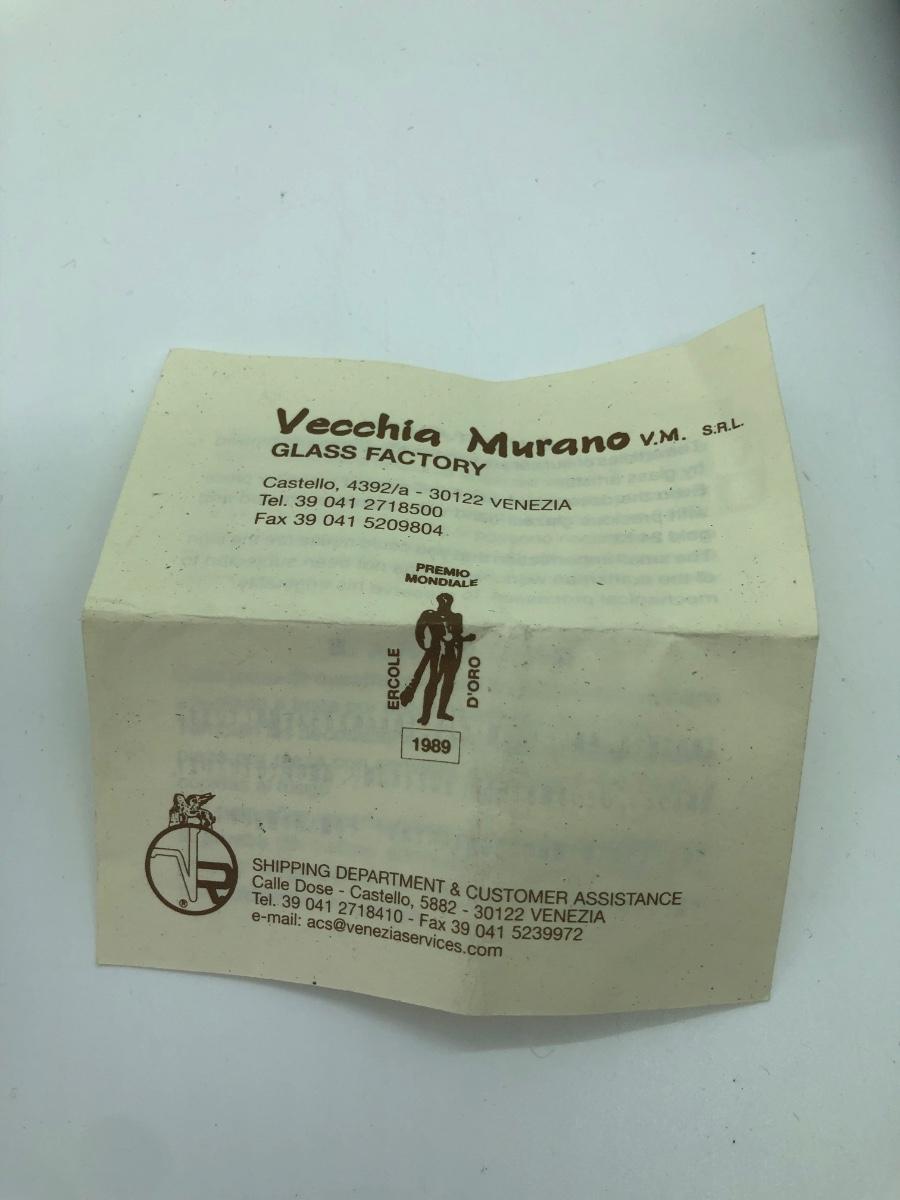 Vecchia Murano V.M. S.R.L.
GLASS FACTORY
Castello, 4392/a - 30122 VENEZIA
Tel. 39 041 2718500
Fax 39 041 5209804
PREMIO
MONDIALE
ERCOLE
D'ORO
1989
VR
®
SHIPPING DEPARTMENT & CUSTOMER ASSISTANCE
Calle Dose - Castello, 5882 - 30122 VENEZIA
Tel. 39 041 2718410 - Fax 39 041 5239972
e-mail: acs@veneziaservices.com